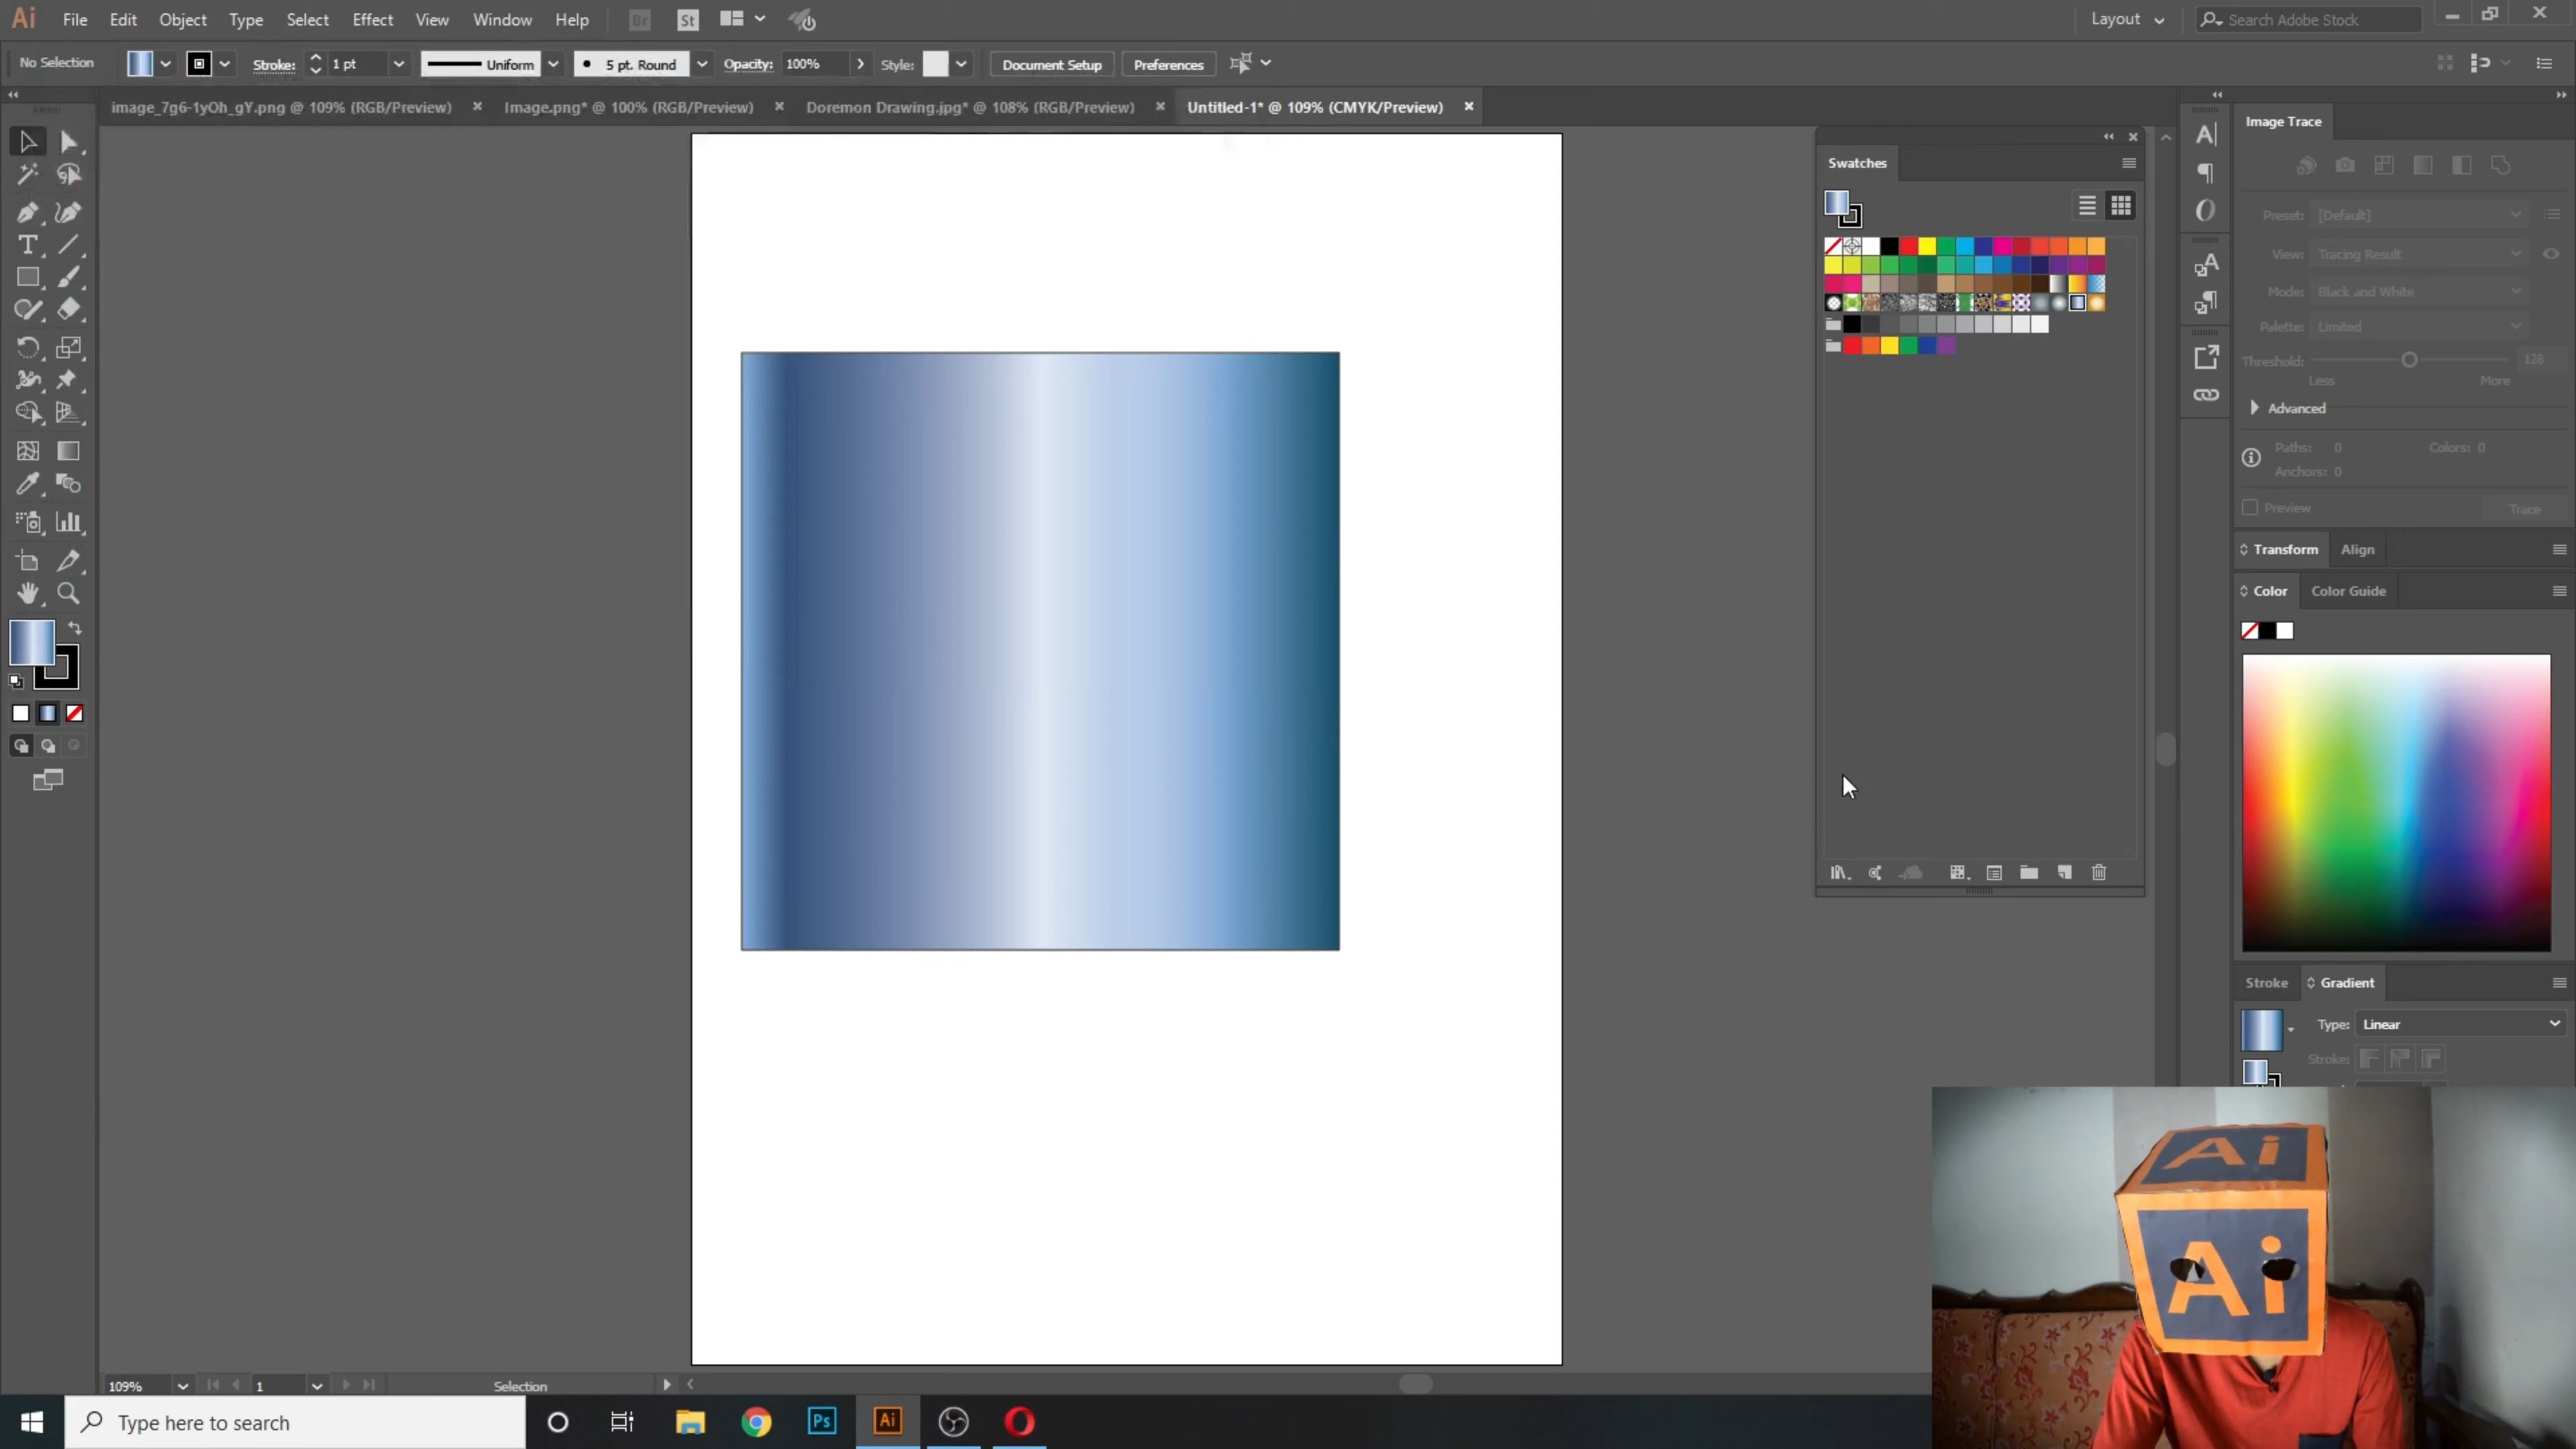 Ai File Edit Object Type Select Effect View Window Help Br St Layout Search Adobe Stock
No Selection Stroke: 1 pt Uniform 5 pt. Round Opacity: 100% Style: Document Setup Preferences
image_7g6-1yOh_gY.png @ 109% (RGB/Preview) Image.png* @ 100% (RGB/Preview) Doremon Drawing.jpg* @ 108% (RGB/Preview) Untitled-1* @ 109% (CMYK/Preview)
Swatches
Image Trace
Preset: [Default]
View: Tracing Result
Mode: Black and White
Palette: Limited
Threshold: 128
Less More
Advanced
Paths: 0 Colors: 0
Anchors: 0
Preview Trace
Transform Align
Color Color Guide
Stroke Gradient
Type: Linear
Stroke:
Ai
Ai
109% 1 Selection
Type here to search Ps Ai